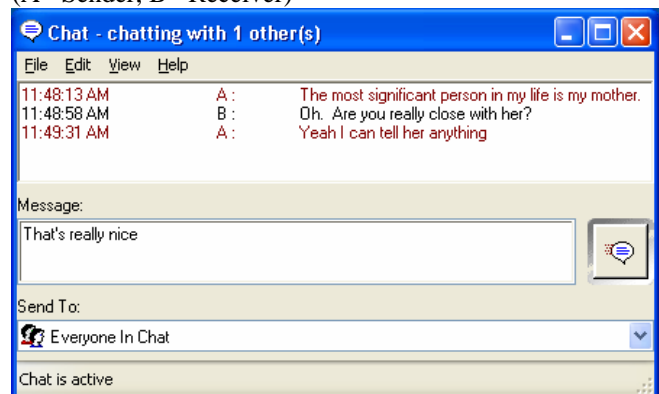 (A= Sender, B= Receiver)
Chat - chatting with 1 other(s)
File Edit View Help
11:48:13 AM A : The most significant person in my life is my mother.
11:48:58 AM B : Oh. Are you really close with her?
11:49:31 AM A : Yeah I can tell her anything
Message:
That's really nice
Send To:
Everyone In Chat
Chat is active